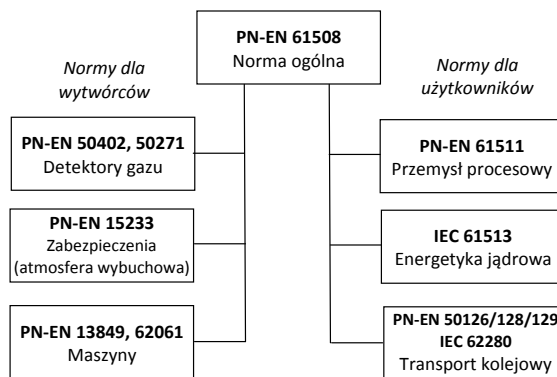 PN-EN 61508
Norma ogólna
Normy dla
wytwórców
PN-EN 50402, 50271
Detektory gazu
PN-EN 15233
Zabezpieczenia
(atmosfera wybuchowa)
PN-EN 13849, 62061
Maszyny
Normy dla
użytkowników
PN-EN 61511
Przemysł procesowy
IEC 61513
Energetyka jądrowa
PN-EN 50126/128/129
IEC 62280
Transport kolejowy